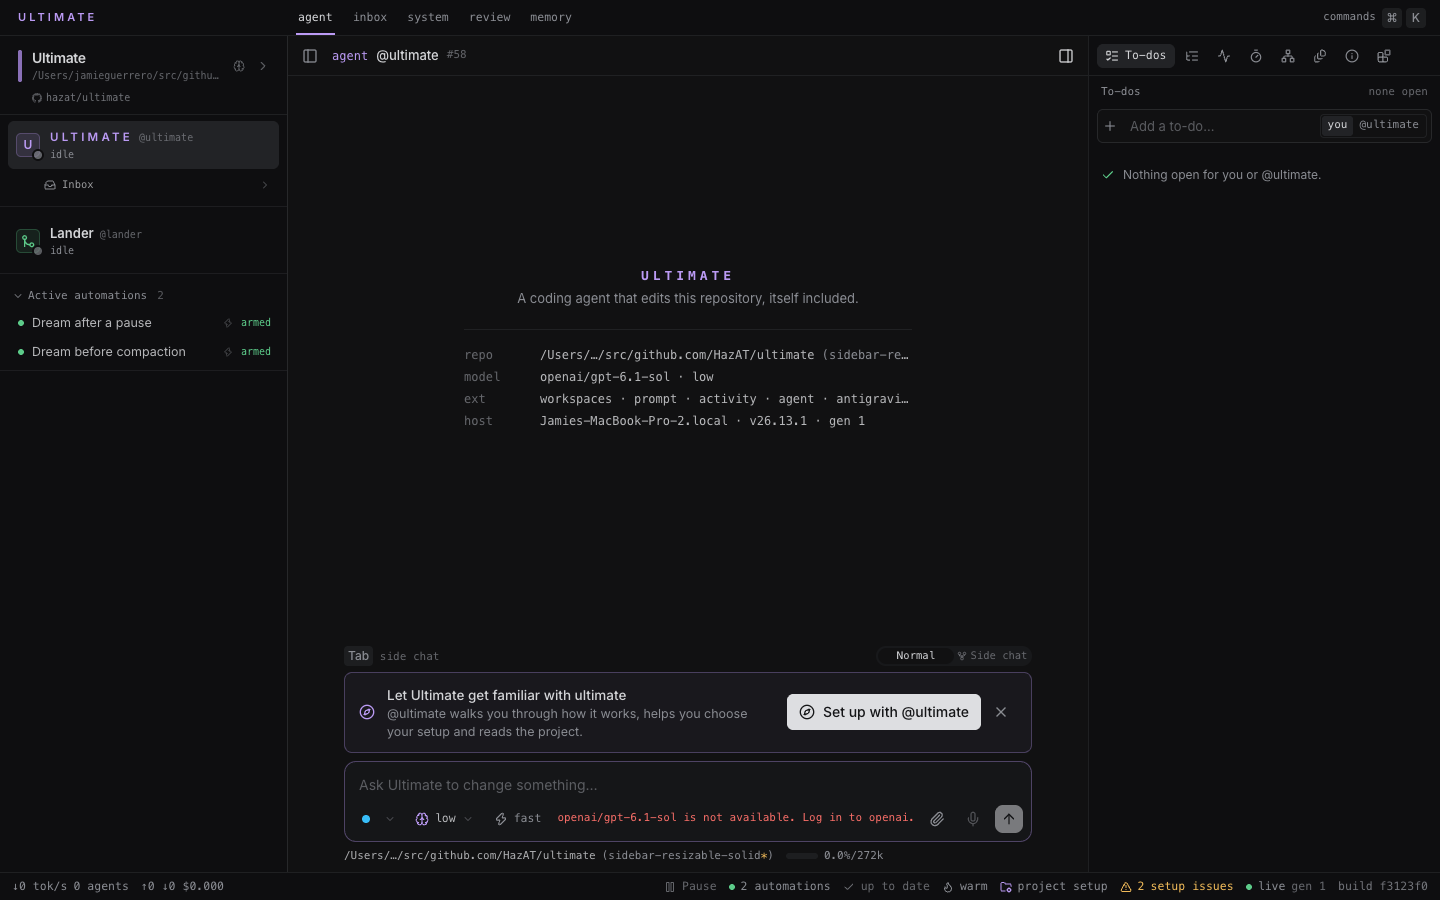 ULTIMATE
agent inbox system review memory
commands ⌘ K
Ultimate
/Users/jamieguerrero/src/githu…
hazat/ultimate
U ULTIMATE @ultimate
idle
Inbox
Lander @lander
idle
Active automations 2
Dream after a pause armed
Dream before compaction armed
agent @ultimate #58
ULTIMATE
A coding agent that edits this repository, itself included.
repo /Users/…/src/github.com/HazAT/ultimate (sidebar-re…
model openai/gpt-6.1-sol · low
ext workspaces · prompt · activity · agent · antigravi…
host Jamies-MacBook-Pro-2.local · v26.13.1 · gen 1
Tab side chat
Normal Side chat
Let Ultimate get familiar with ultimate
@ultimate walks you through how it works, helps you choose
your setup and reads the project.
Set up with @ultimate
Ask Ultimate to change something...
low fast openai/gpt-6.1-sol is not available. Log in to openai.
/Users/…/src/github.com/HazAT/ultimate (sidebar-resizable-solid*) 0.0%/272k
To-dos
To-dos none open
Add a to-do... you @ultimate
Nothing open for you or @ultimate.
↓0 tok/s 0 agents ↑0 ↓0 $0.000
Pause 2 automations up to date warm project setup 2 setup issues live gen 1 build f3123f0